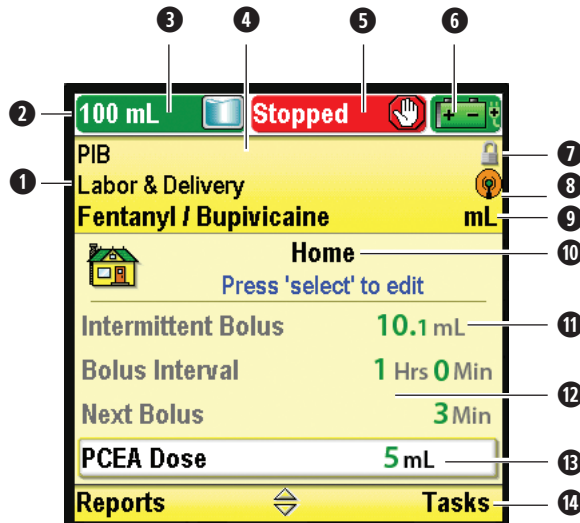 3 4 5 6
2 100 mL Stopped
PIB 7
1 Labor & Delivery 8
Fentanyl / Bupivicaine mL 9
Home 10
Press 'select' to edit
Intermittent Bolus 10.1 mL 11
Bolus Interval 1 Hrs 0 Min
12
Next Bolus 3 Min
PCEA Dose 5 mL 13
Reports Tasks 14